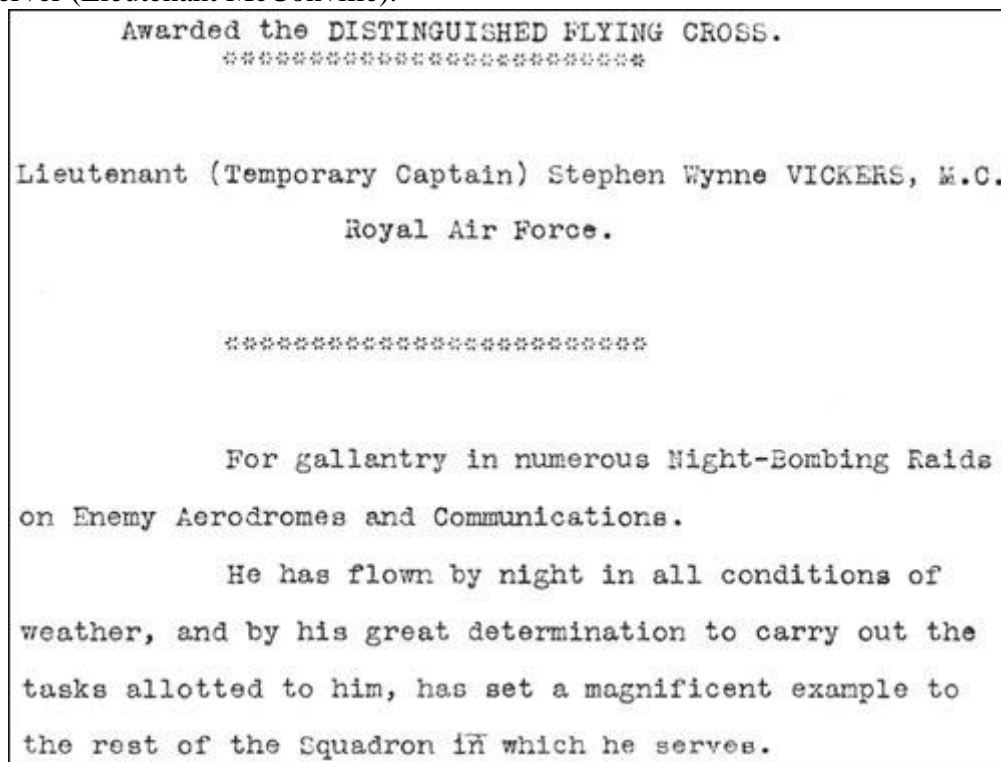 erver (Lieutenant McConville).
Awarded the DISTINGUISHED FLYING CROSS.
*************************
Lieutenant (Temporary Captain) Stephen Wynne VICKERS, M.C.
Royal Air Force.
*************************
For gallantry in numerous Night-Bombing Raids
on Enemy Aerodromes and Communications.
He has flown by night in all conditions of
weather, and by his great determination to carry out the
tasks allotted to him, has set a magnificent example to
the rest of the Squadron in which he serves.